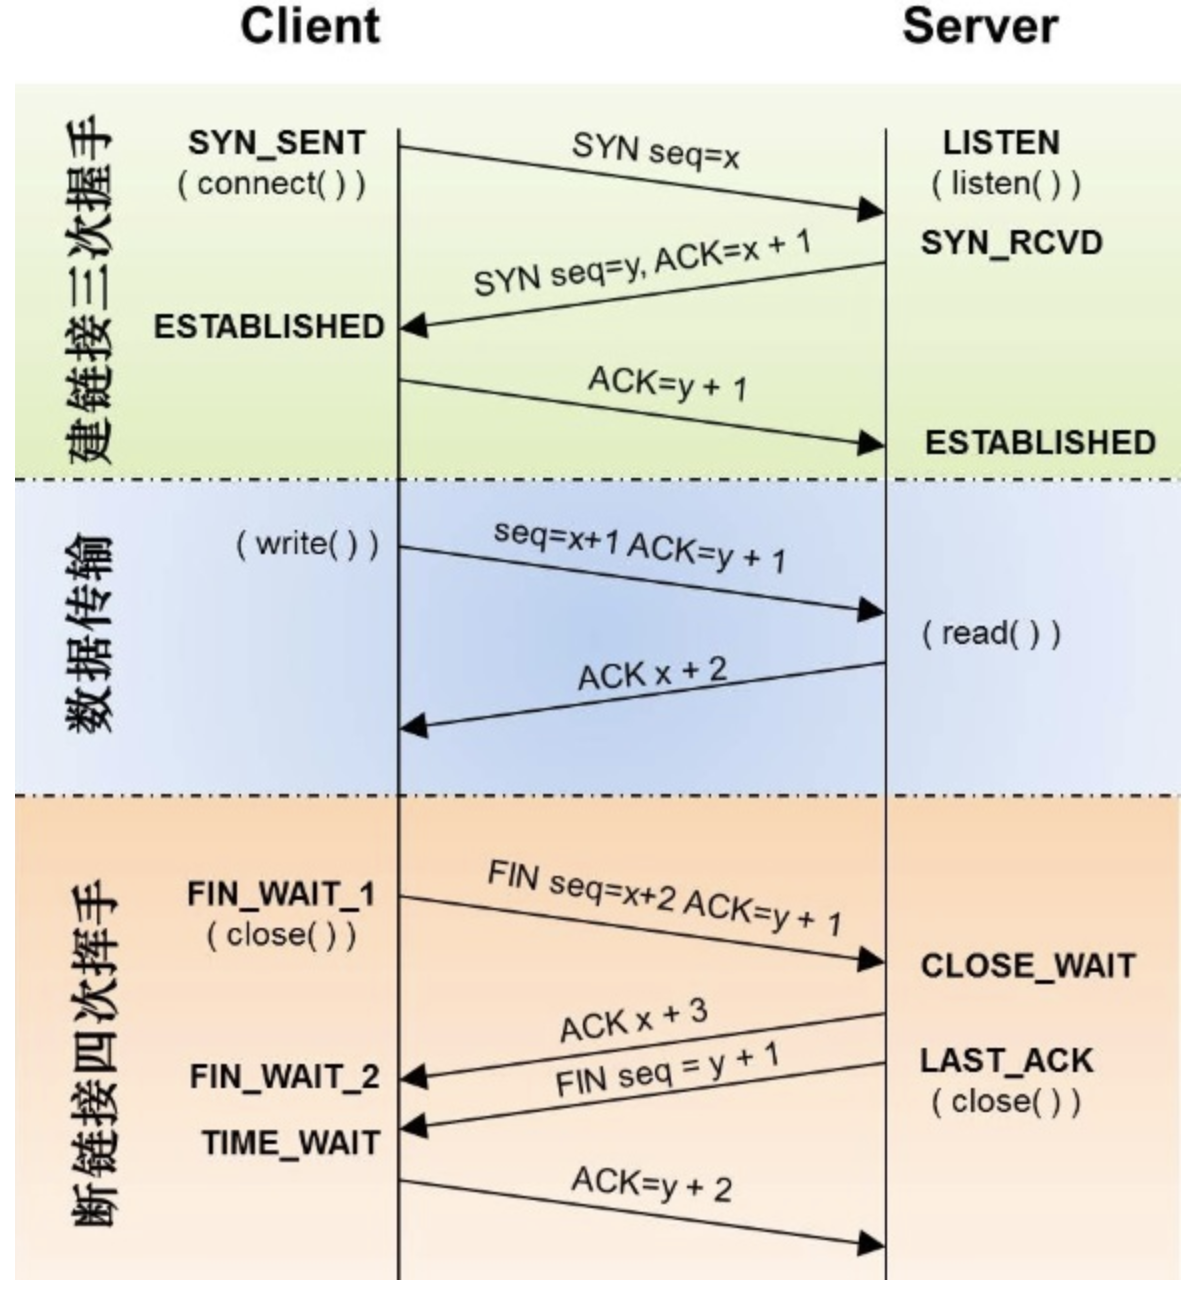 Client
Server
建链接三次握手
SYN_SENT
( connect( ) )
SYN seq=x
LISTEN
( listen( ) )
SYN_RCVD
SYN seq=y, ACK=x + 1
ESTABLISHED
ACK=y + 1
ESTABLISHED
数据传输
( write( ) )
seq=x+1 ACK=y + 1
( read( ) )
ACK x + 2
断链接四次挥手
FIN_WAIT_1
( close( ) )
FIN seq=x+2 ACK=y + 1
CLOSE_WAIT
ACK x + 3
FIN_WAIT_2
FIN seq = y + 1
LAST_ACK
( close( ) )
TIME_WAIT
ACK=y + 2